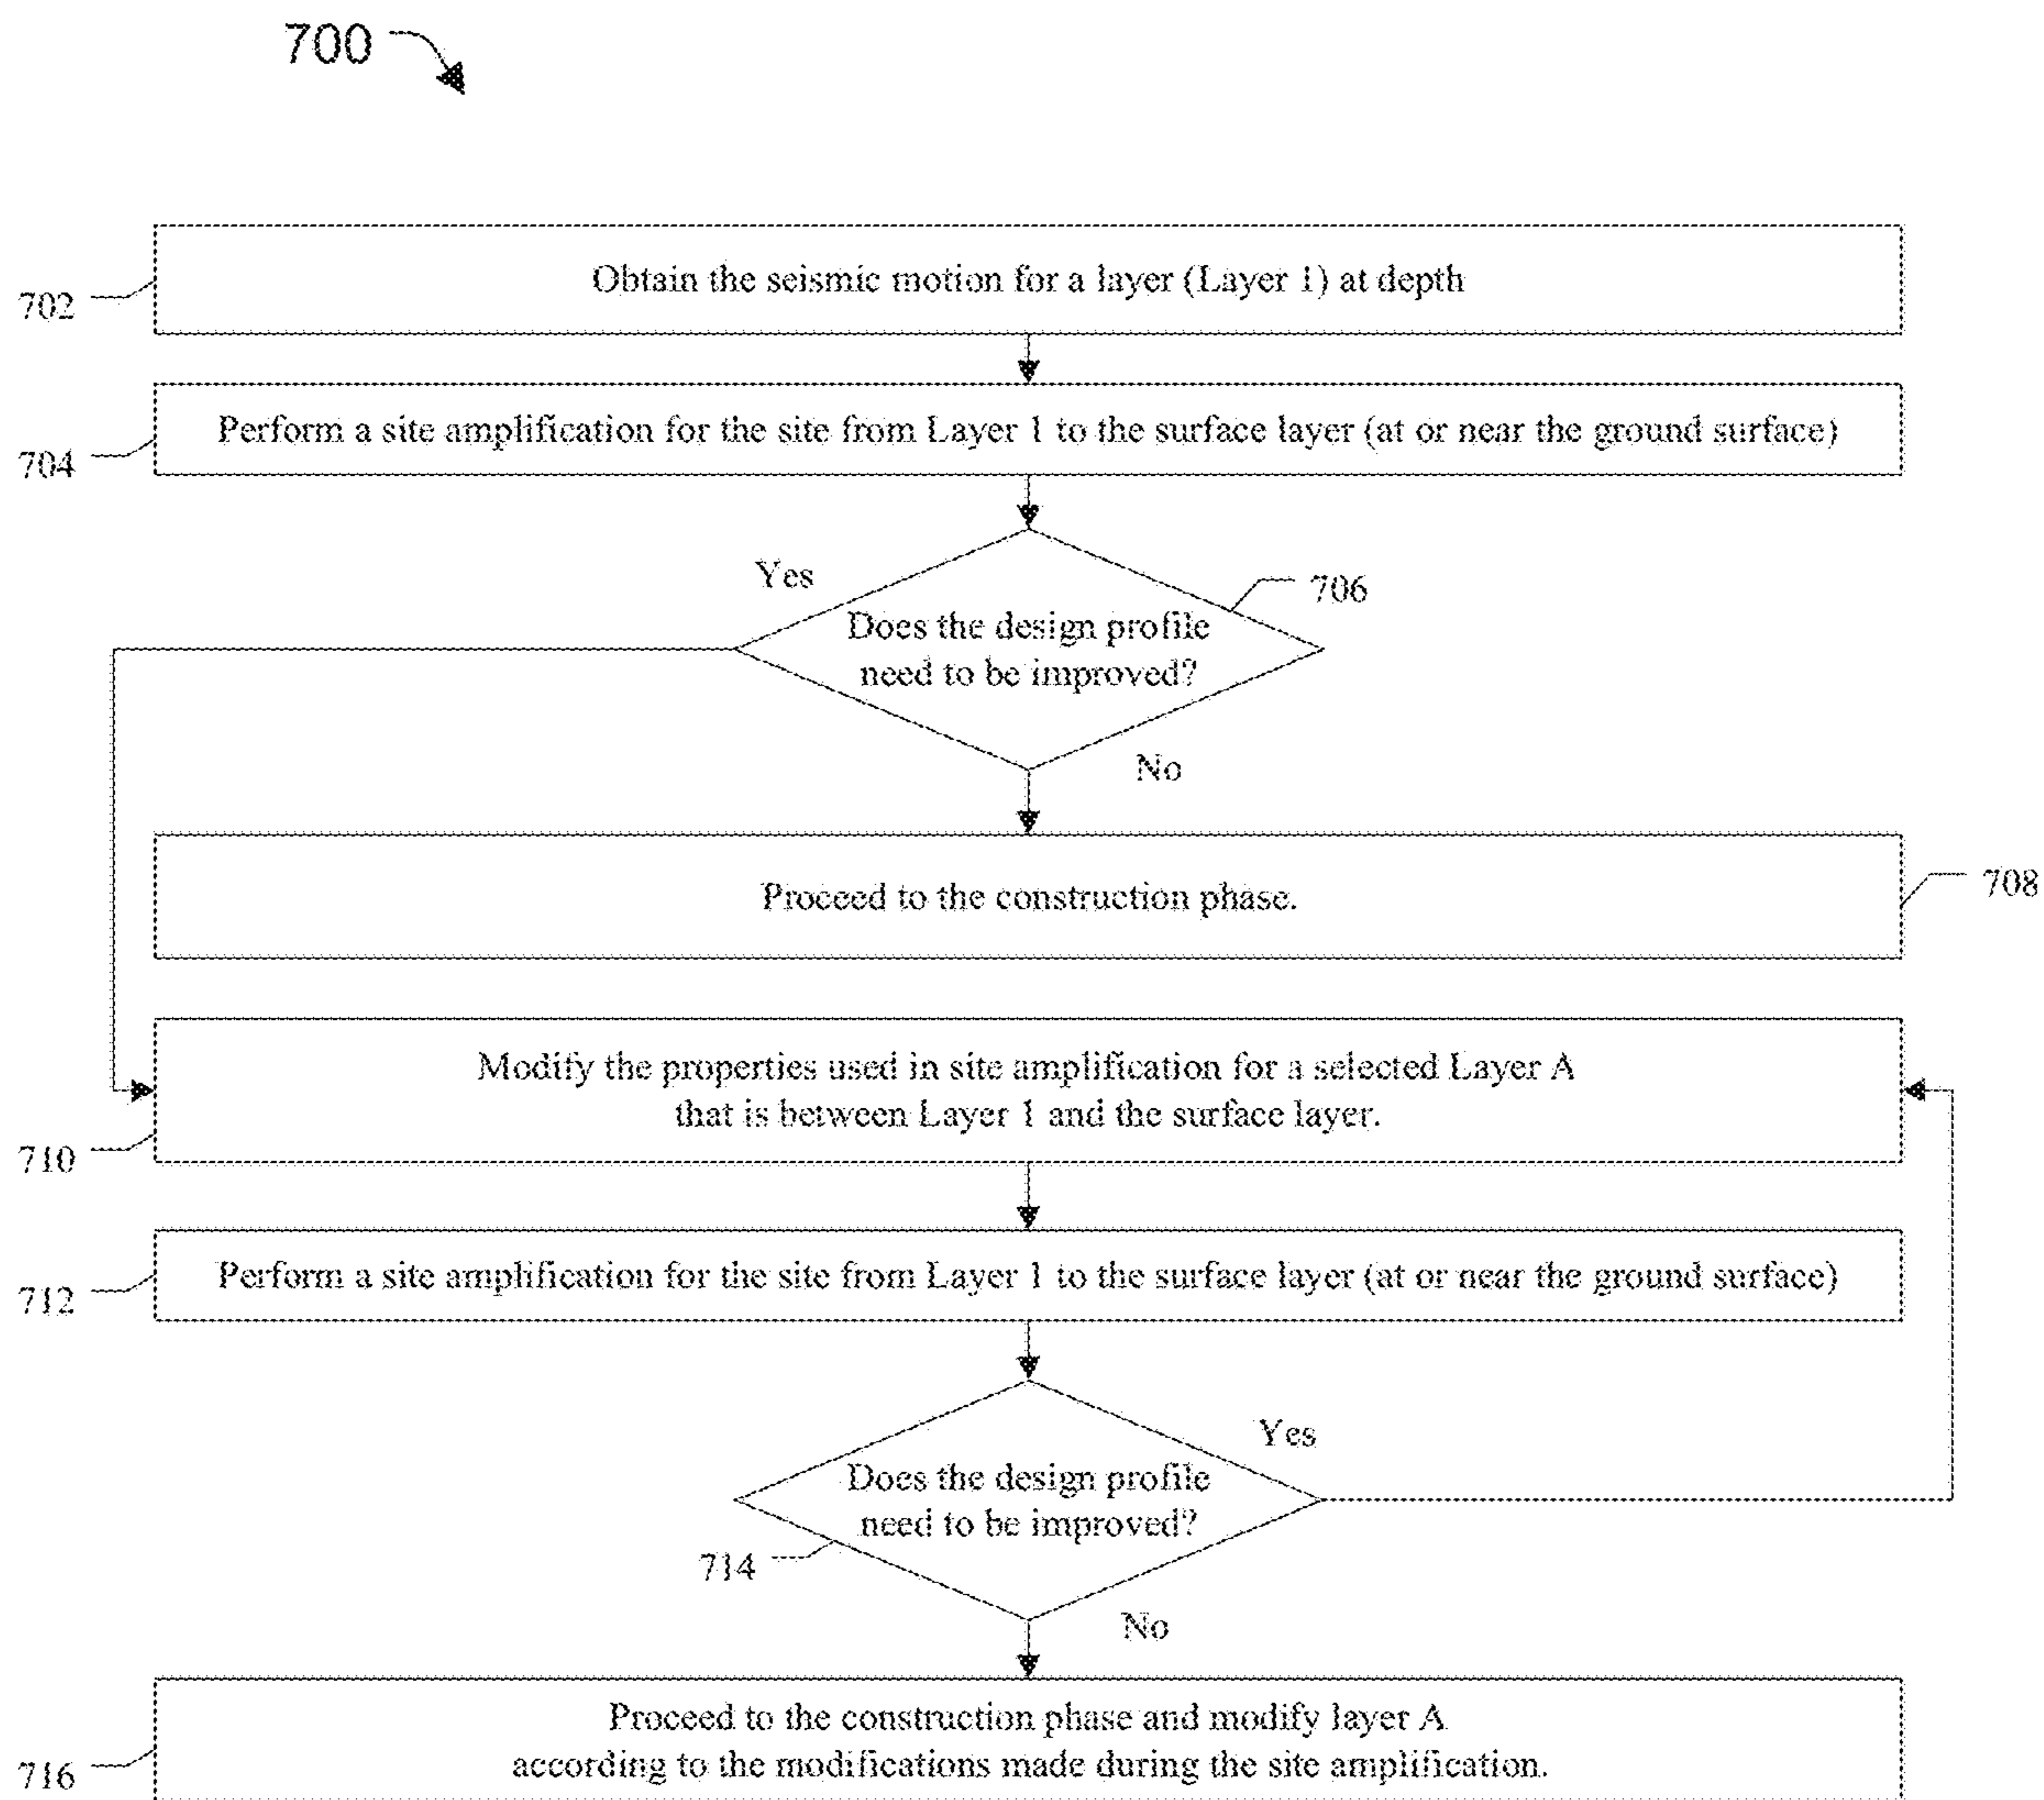 700
Obtain the seismic motion for a layer (Layer 1) at depth
702
Perform a site amplification for the site from Layer 1 to the surface layer (at or near the ground surface)
704
Yes
706
Does the design profile
need to be improved?
No
Proceed to the construction phase.
708
Modify the properties used in site amplification for a selected Layer A
that is between Layer 1 and the surface layer.
710
Perform a site amplification for the site from Layer 1 to the surface layer (at or near the ground surface)
712
Yes
Does the design profile
need to be improved?
714
No
Proceed to the construction phase and modify layer A
according to the modifications made during the site amplification.
716